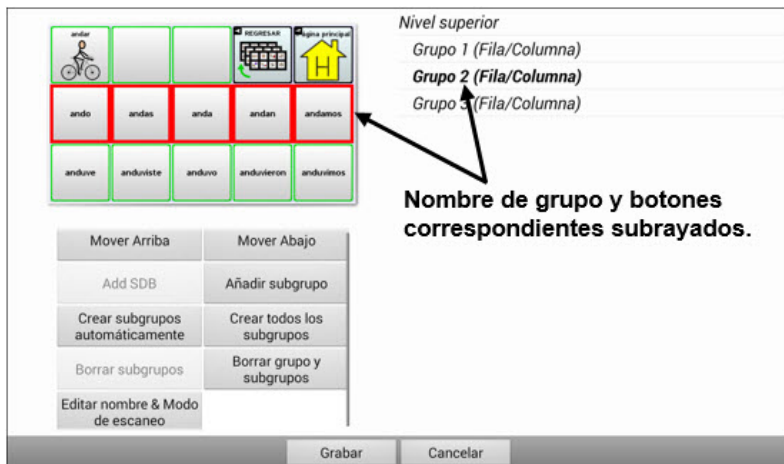 andar
REGRESAR
Página principal
H
ando
andas
anda
andan
andamos
anduve
anduviste
anduvo
anduvieron
anduvimos
Nivel superior
Grupo 1 (Fila/Columna)
Grupo 2 (Fila/Columna)
Grupo 3 (Fila/Columna)
Nombre de grupo y botones
correspondientes subrayados.
Mover Arriba
Mover Abajo
Add SDB
Añadir subgrupo
Crear subgrupos
automáticamente
Crear todos los
subgrupos
Borrar subgrupos
Borrar grupo y
subgrupos
Editar nombre & Modo
de escaneo
Grabar
Cancelar